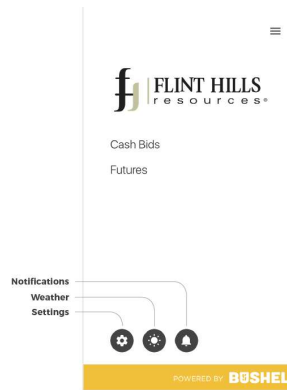 FLINT HILLS
resources®
Cash Bids
Futures
Notifications
Weather
Settings
POWERED BY BUSHEL